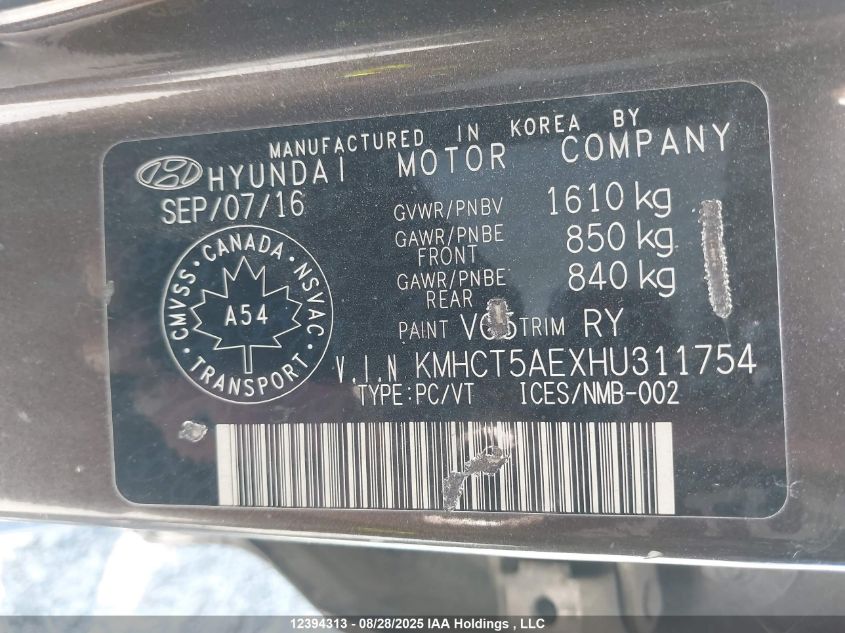 MANUFACTURED IN KOREA BY
HYUNDAI MOTOR COMPANY
SEP/07/16
GVWR/PNBV 1610 kg
GAWR/PNBE FRONT 850 kg
GAWR/PNBE REAR 840 kg
CMVSS · CANADA · NSVAC · TRANSPORT ·
A54
PAINT TRIM RY
V.I.N KMHCT5AEXHU311754
TYPE:PC/VT ICES/NMB-002
12394313 - 08/28/2025 IAA Holdings, LLC.